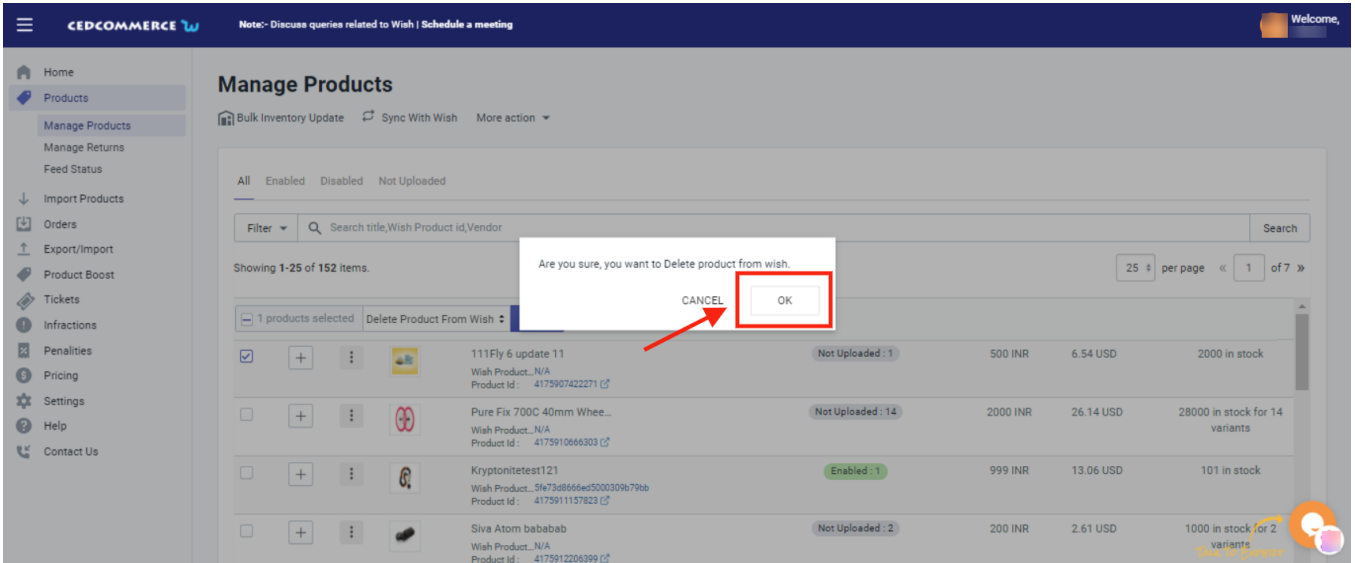 CEDCOMMERCE
Note:- Discuss queries related to Wish | Schedule a meeting
Welcome,
Home
Products
Manage Products
Manage Returns
Feed Status
Import Products
Orders
Export/Import
Product Boost
Tickets
Infractions
Penalities
Pricing
Settings
Help
Contact Us
Manage Products
Bulk Inventory Update Sync With Wish More action
All Enabled Disabled Not Uploaded
Filter Search title,Wish Product id,Vendor Search
Showing 1-25 of 152 items.
25 per page « 1 of 7 »
Are you sure, you want to Delete product from wish.
CANCEL OK
1 products selected Delete Product From Wish
111Fly 6 update 11 Not Uploaded : 1 500 INR 6.54 USD 2000 in stock
Wish Product... N/A
Product Id : 4175907422271
Pure Fix 700C 40mm Whee... Not Uploaded : 14 2000 INR 26.14 USD 28000 in stock for 14
variants
Wish Product... N/A
Product Id : 4175910666303
Kryptonitetest121 Enabled : 1 999 INR 13.06 USD 101 in stock
Wish Product... 5fe73d8666ed5000309b79bb
Product Id : 4175911157823
Siva Atom bababab Not Uploaded : 2 200 INR 2.61 USD 1000 in stock for 2
variants
Wish Product... N/A
Product Id : 4175912206399